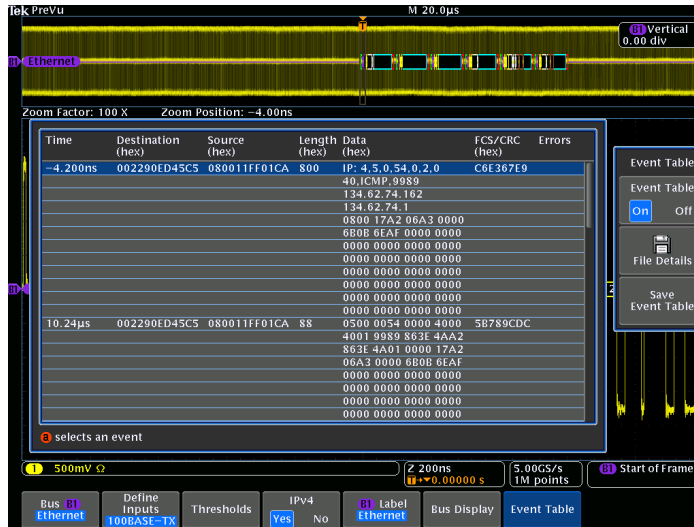 Tek PreVu M 20.0µs
B1 Vertical
0.00 div
B1 Ethernet
Zoom Factor: 100 X Zoom Position: −4.00ns
Time Destination (hex) Source (hex) Length (hex) Data (hex) FCS/CRC (hex) Errors
−4.200ns 002290ED45C5 080011FF01CA 800 IP: 4,5,0,54,0,2,0 C6E367E9
40,ICMP,9989
134.62.74.162
134.62.74.1
0800 17A2 06A3 0000
6B0B 6EAF 0000 0000
0000 0000 0000 0000
0000 0000 0000 0000
0000 0000 0000 0000
0000 0000 0000 0000
0000 0000 0000 0000
0000 0000 0000 0000
10.24µs 002290ED45C5 080011FF01CA 88 0500 0054 0000 4000 5B789CDC
4001 9989 863E 4AA2
863E 4A01 0000 17A2
06A3 0000 6B0B 6EAF
0000 0000 0000 0000
0000 0000 0000 0000
0000 0000 0000 0000
0000 0000 0000 0000
a selects an event
Event Table
Event Table
On Off
File Details
Save
Event Table
B1
1 500mV Ω
Z 200ns
T→▼0.00000 s
5.00GS/s
1M points
B1 Start of Frame
Bus B1
Ethernet
Define
Inputs
100BASE-TX
Thresholds
IPv4
Yes No
B1 Label
Ethernet
Bus Display
Event Table